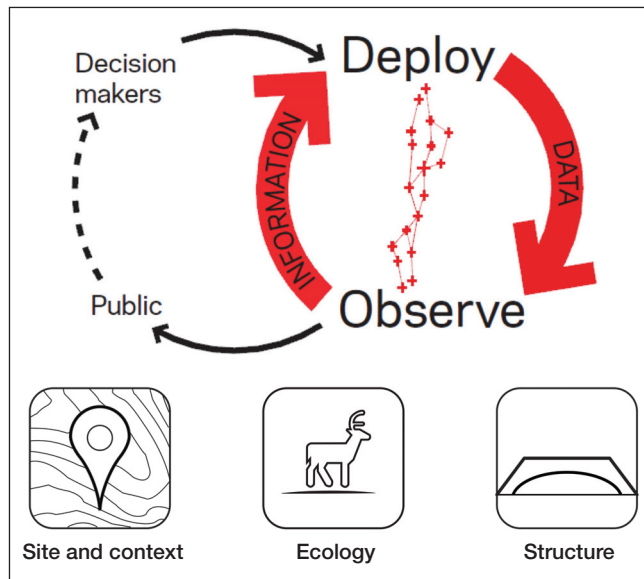 Deploy
Decision
makers
INFORMATION
DATA
Public
Observe
Site and context
Ecology
Structure